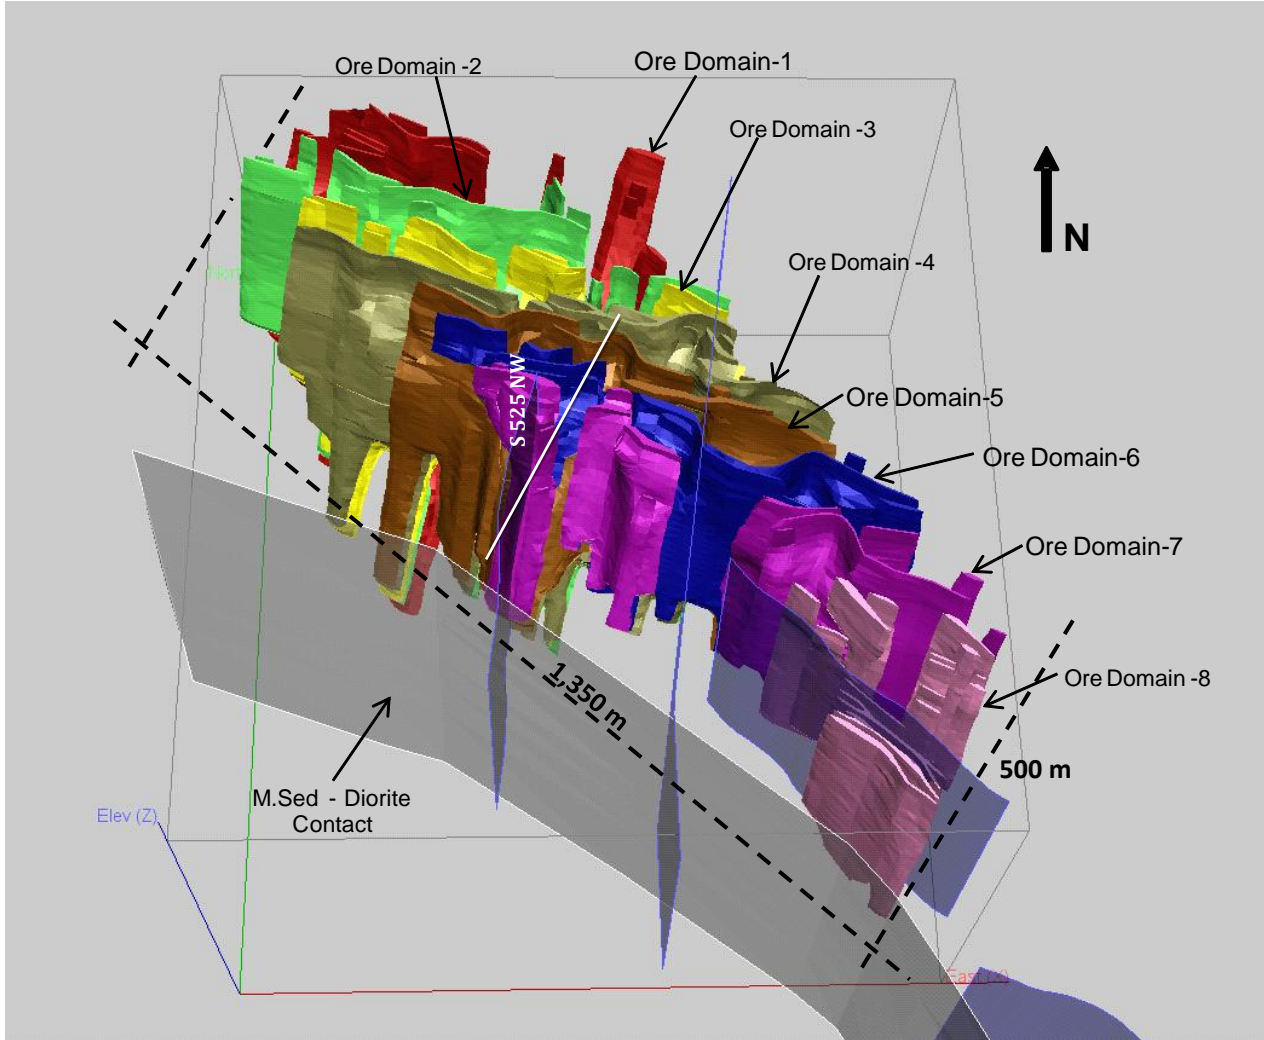 Ore Domain -2
Ore Domain-1
Ore Domain -3
N
Ore Domain -4
S 525 NW
Ore Domain-5
Ore Domain-6
Ore Domain-7
Ore Domain -8
1,350 m
500 m
M.Sed - Diorite
Contact
Elev (Z)